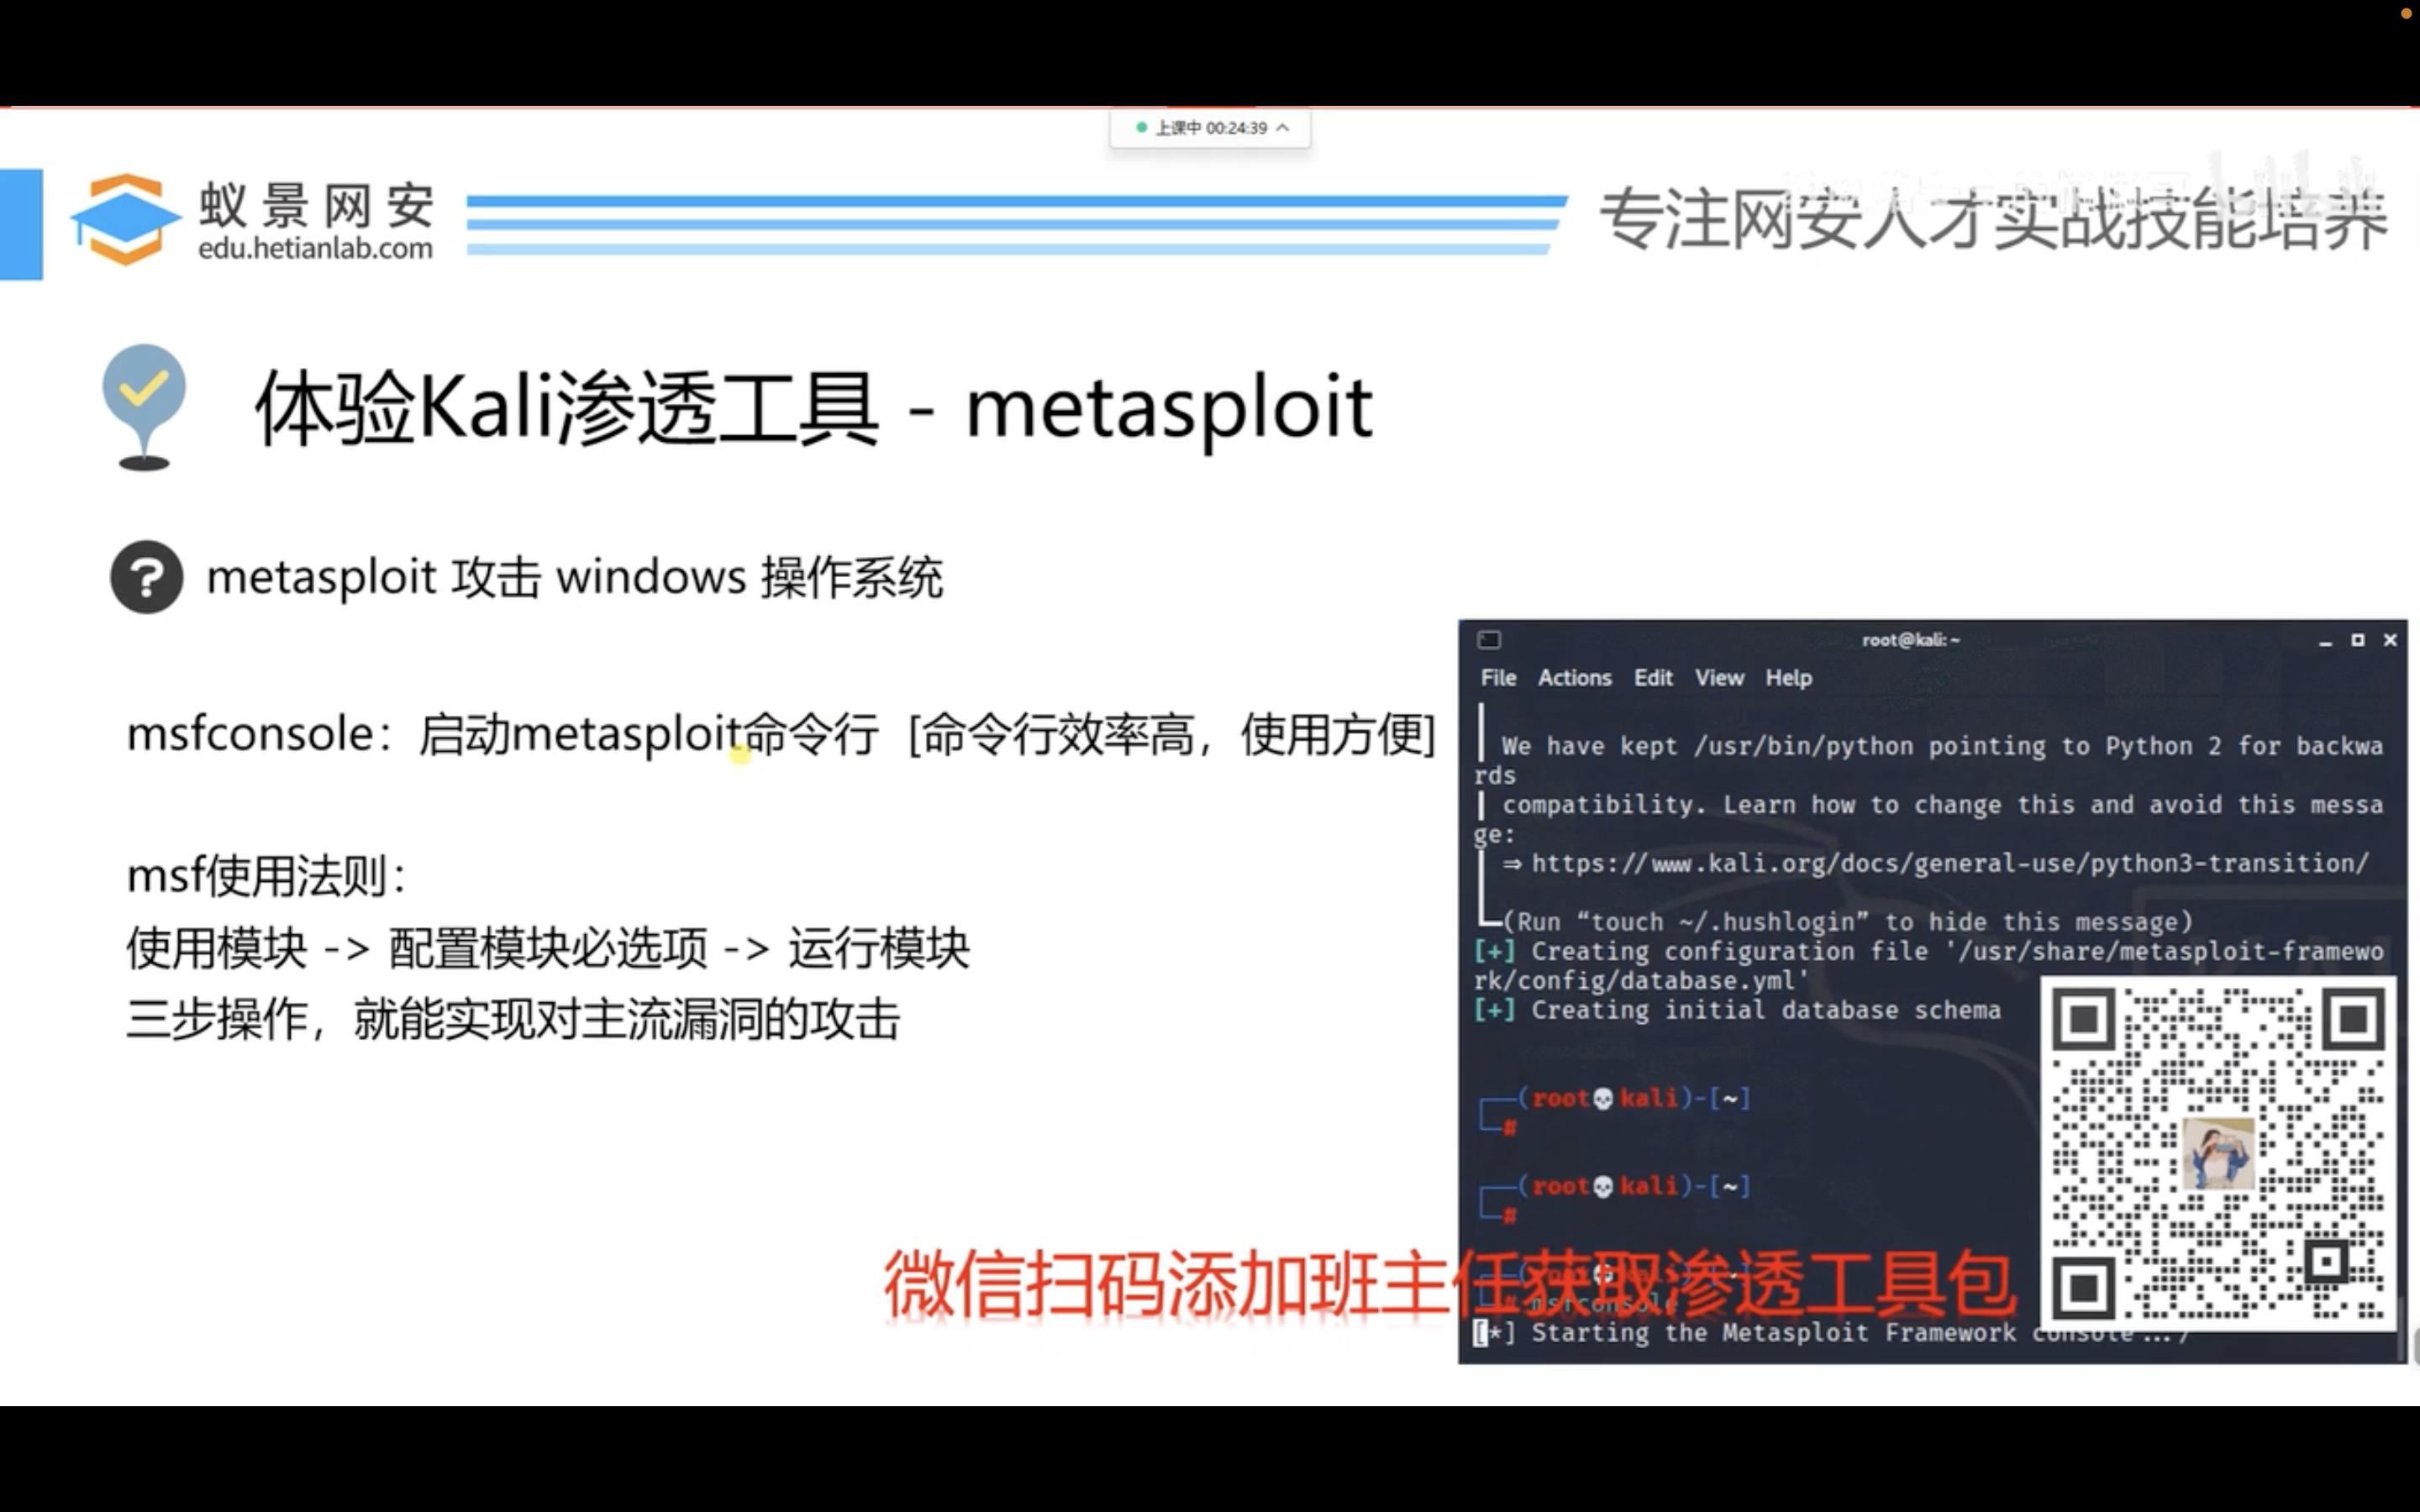 上课中 00:24:39
蚁景网安
edu.hetianlab.com
专注网安人才实战技能培养
体验Kali渗透工具 - metasploit
metasploit 攻击 windows 操作系统
msfconsole：启动metasploit命令行 [命令行效率高，使用方便]
msf使用法则：
使用模块 -> 配置模块必选项 -> 运行模块
三步操作，就能实现对主流漏洞的攻击
root@kali: ~
File Actions Edit View Help
We have kept /usr/bin/python pointing to Python 2 for backwa
rds
compatibility. Learn how to change this and avoid this messa
ge:
⇒ https://www.kali.org/docs/general-use/python3-transition/
(Run “touch ~/.hushlogin” to hide this message)
[+] Creating configuration file '/usr/share/metasploit-framewo
rk/config/database.yml'
[+] Creating initial database schema
(root💀kali)-[~]
#
(root💀kali)-[~]
#
# msfconsole
[*] Starting the Metasploit Framework console.../
微信扫码添加班主任获取渗透工具包